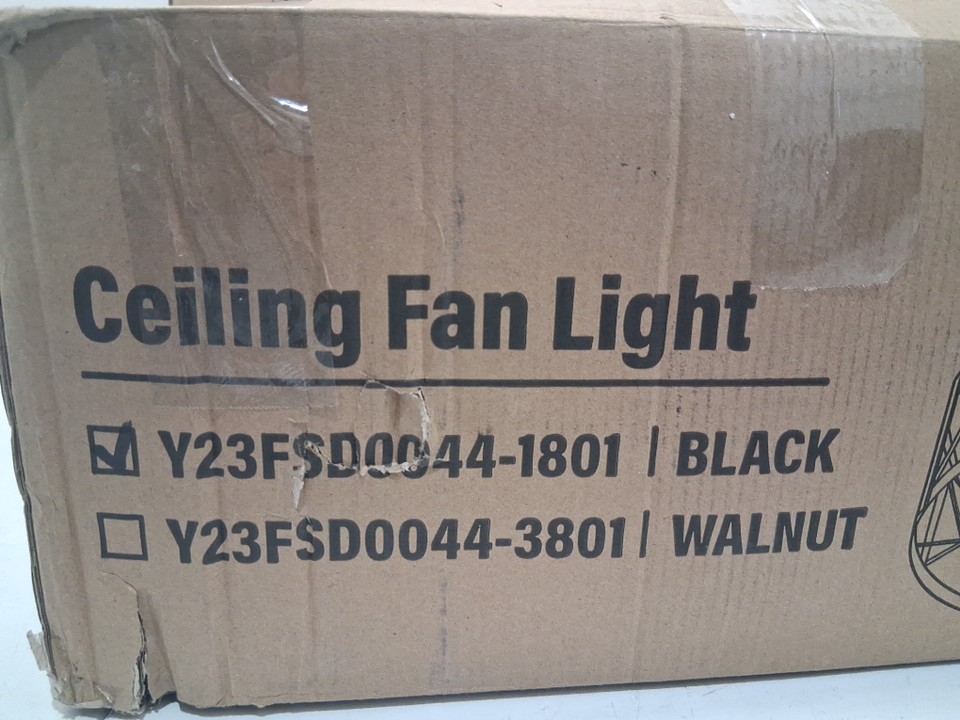 Ceiling Fan Light
Y23FSD0044-1801 | BLACK
Y23FSD0044-3801 | WALNUT